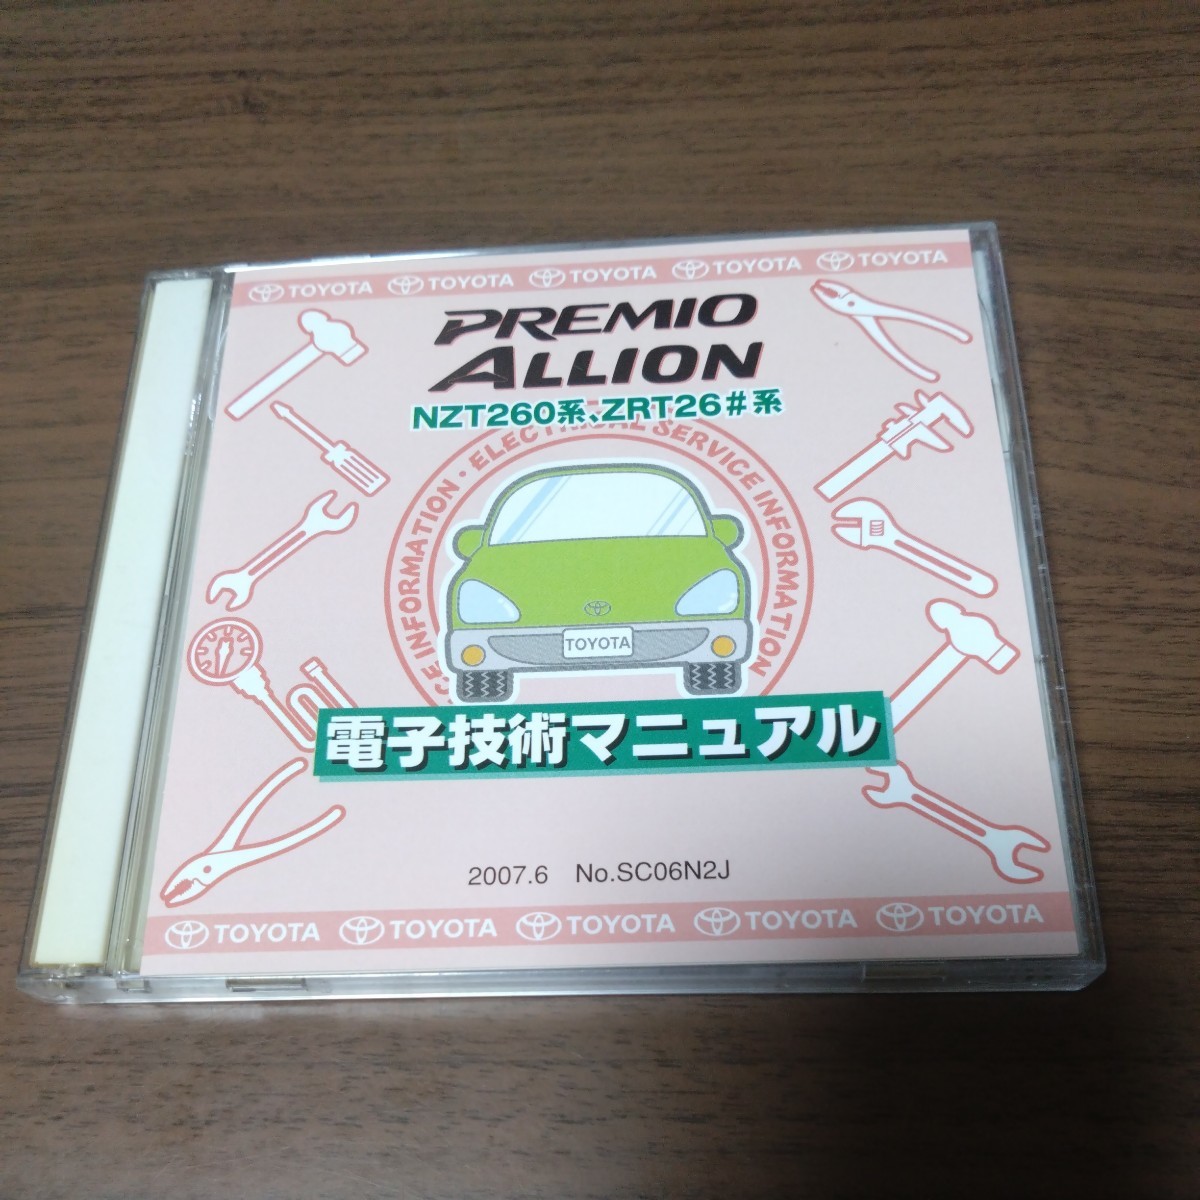 TOYOTA TOYOTA TOYOTA TOYOTA TOYOTA
PREMIO
ALLION
NZT260系、ZRT26#系
INFORMATION・ELECTRICAL SERVICE INFORMATION
TOYOTA
電子技術マニュアル
2007.6 No.SC06N2J
TOYOTA TOYOTA TOYOTA TOYOTA TOYOTA